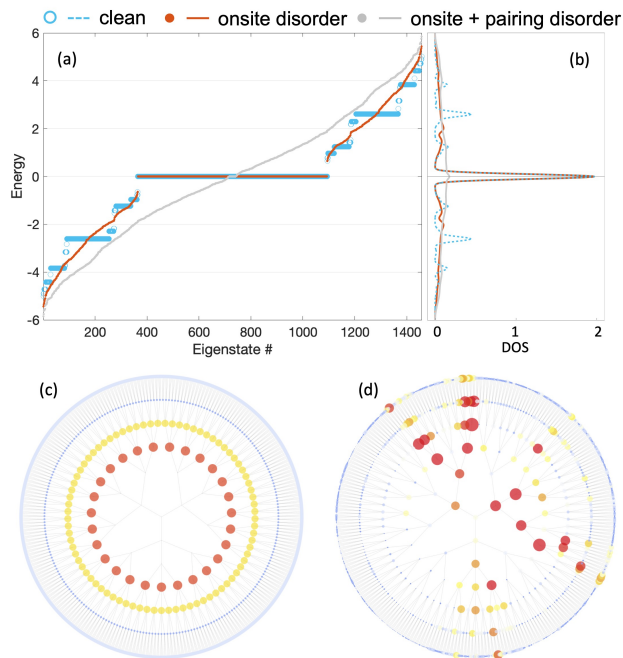 clean onsite disorder onsite + pairing disorder
(a) (b)
6
4
2
0
-2
-4
-6
Energy
200 400 600 800 1000 1200 1400
Eigenstate #
0 1 2
DOS
(c) (d)